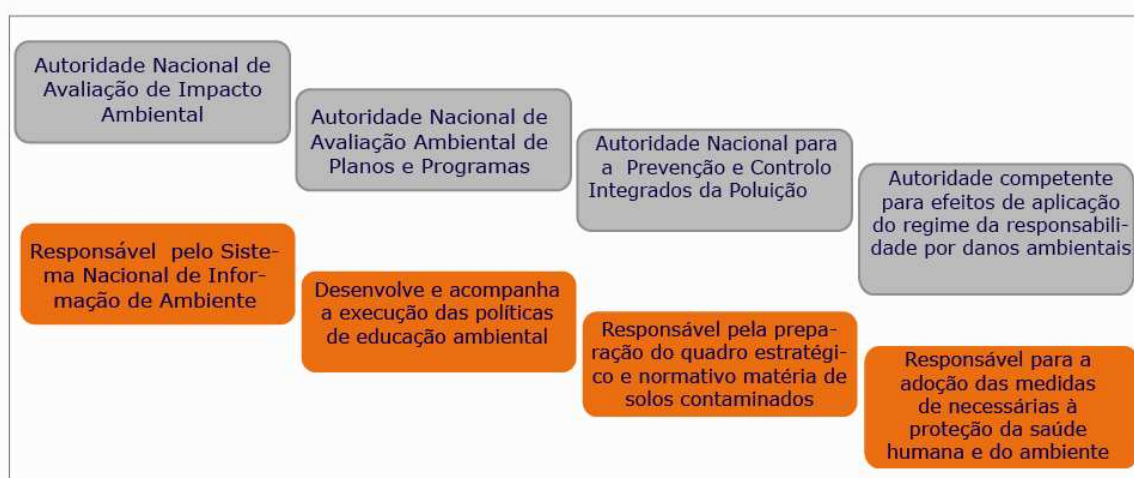 Autoridade Nacional de
Avaliação de Impacto
Ambiental
Autoridade Nacional de
Avaliação Ambiental de
Planos e Programas
Autoridade Nacional para
a Prevenção e Controlo
Integrados da Poluição
Autoridade competente
para efeitos de aplicação
do regime da responsabili-
dade por danos ambientais
Responsável pelo Siste-
ma Nacional de Infor-
mação de Ambiente
Desenvolve e acompanha
a execução das políticas
de educação ambiental
Responsável pela prepa-
ração do quadro estratégi-
co e normativo matéria de
solos contaminados
Responsável para a
adoção das medidas
de necessárias à
proteção da saúde
humana e do ambiente